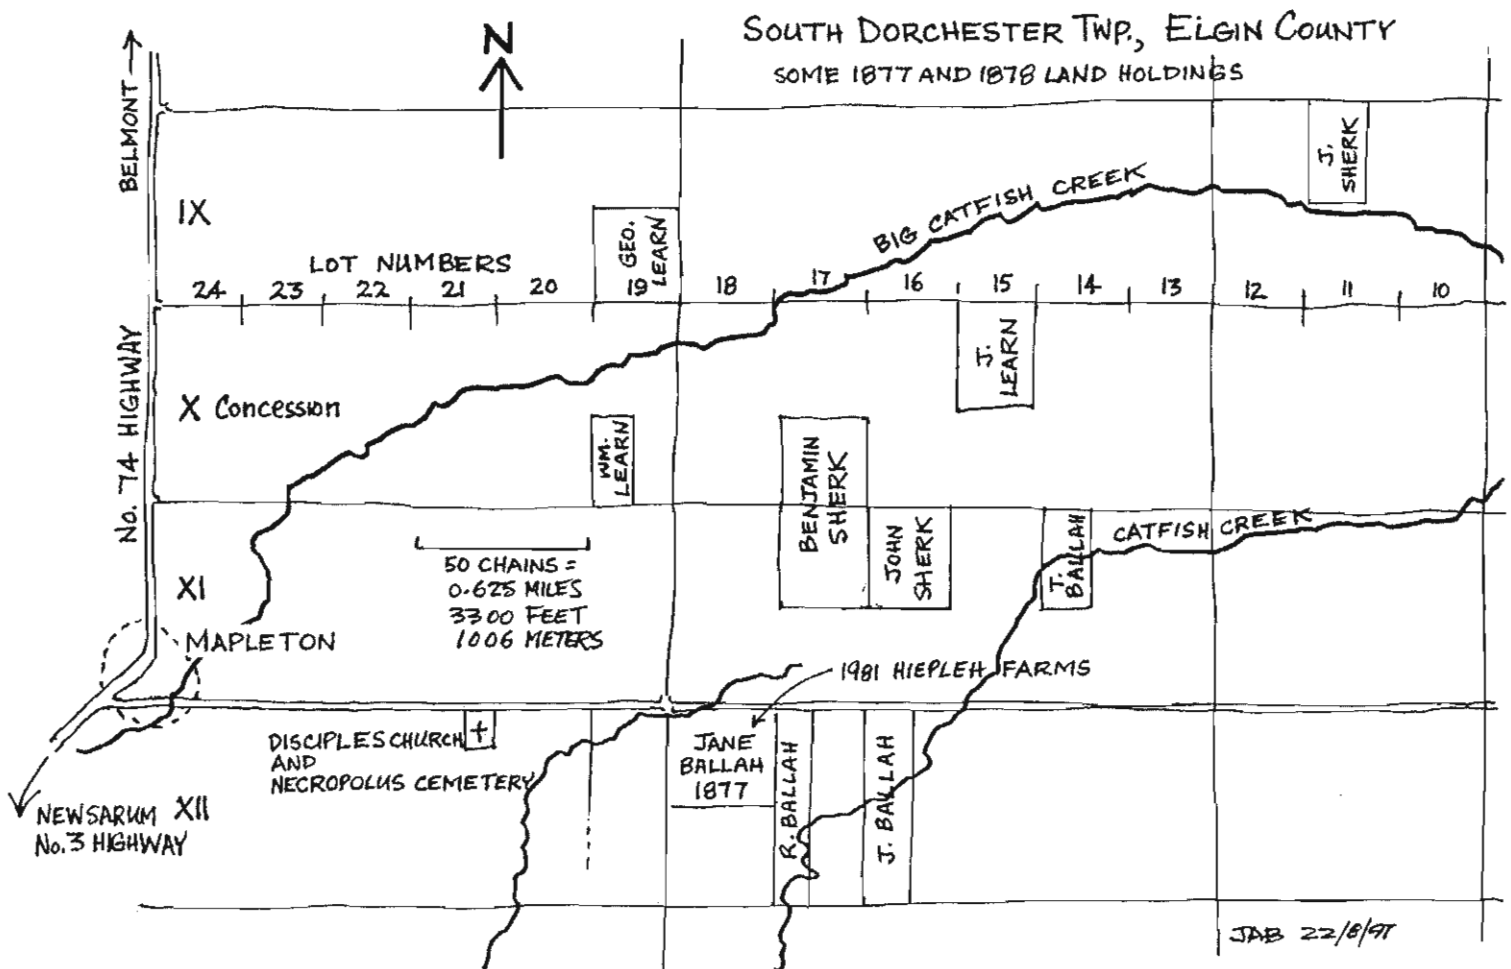 SOUTH DORCHESTER TWP., ELGIN COUNTY
SOME 1877 AND 1878 LAND HOLDINGS
N
BELMONT →
No. 74 HIGHWAY
IX
LOT NUMBERS
24 23 22 21 20 19 18 17 16 15 14 13 12 11 10
GEO.
LEARN
BIG CATFISH CREEK
J.
SHERK
X Concession
WM.
LEARN
J.
LEARN
BENJAMIN
SHERK
JOHN
SHERK
T.
BALLAH
CATFISH CREEK
XI
50 CHAINS =
0.625 MILES
3300 FEET
1006 METERS
MAPLETON
1981 HIEPLEH FARMS
DISCIPLES CHURCH
AND
NECROPOLUS CEMETERY
JANE
BALLAH
1877
R. BALLAH
J. BALLAH
XII
NEWSARUM
No.3 HIGHWAY
JAB 22/8/97